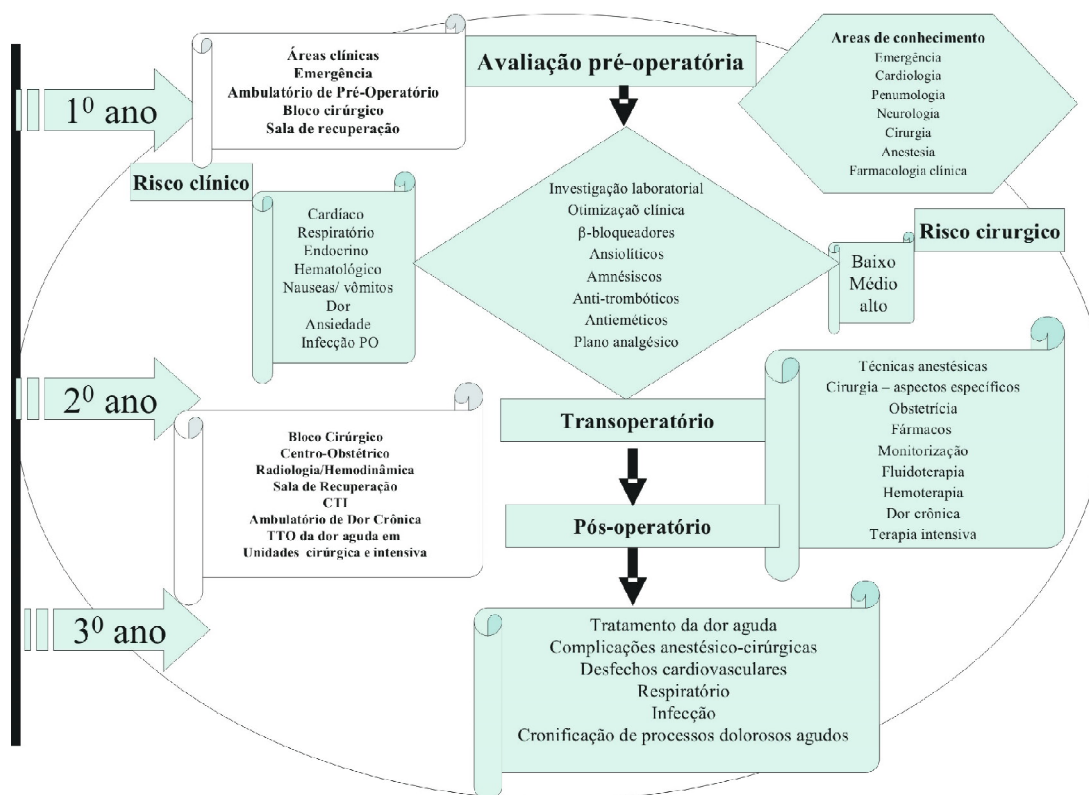 1º ano
Áreas clínicas
Emergência
Ambulatório de Pré-Operatório
Bloco cirúrgico
Sala de recuperação
Avaliação pré-operatória
Areas de conhecimento
Emergência
Cardiologia
Penumologia
Neurologia
Cirurgia
Anestesia
Farmacologia clínica
Risco clínico
Cardíaco
Respiratório
Endocrino
Hematológico
Nauseas/ vômitos
Dor
Ansiedade
Infecção PO
Investigação laboratorial
Otimizaçaõ clínica
β-bloqueadores
Ansiolíticos
Amnésiscos
Anti-trombóticos
Antieméticos
Plano analgésico
Risco cirurgico
Baixo
Médio
alto
2º ano
Bloco Cirúrgico
Centro-Obstétrico
Radiologia/Hemodinâmica
Sala de Recuperação
CTI
Ambulatório de Dor Crônica
TTO da dor aguda em
Unidades cirúrgica e intensiva
Transoperatório
Técnicas anestésicas
Cirurgia – aspectos específicos
Obstetrícia
Fármacos
Monitorização
Fluidoterapia
Hemoterapia
Dor crônica
Terapia intensiva
Pós-operatório
3º ano
Tratamento da dor aguda
Complicações anestésico-cirúrgicas
Desfechos cardiovasculares
Respiratório
Infecção
Cronificação de processos dolorosos agudos